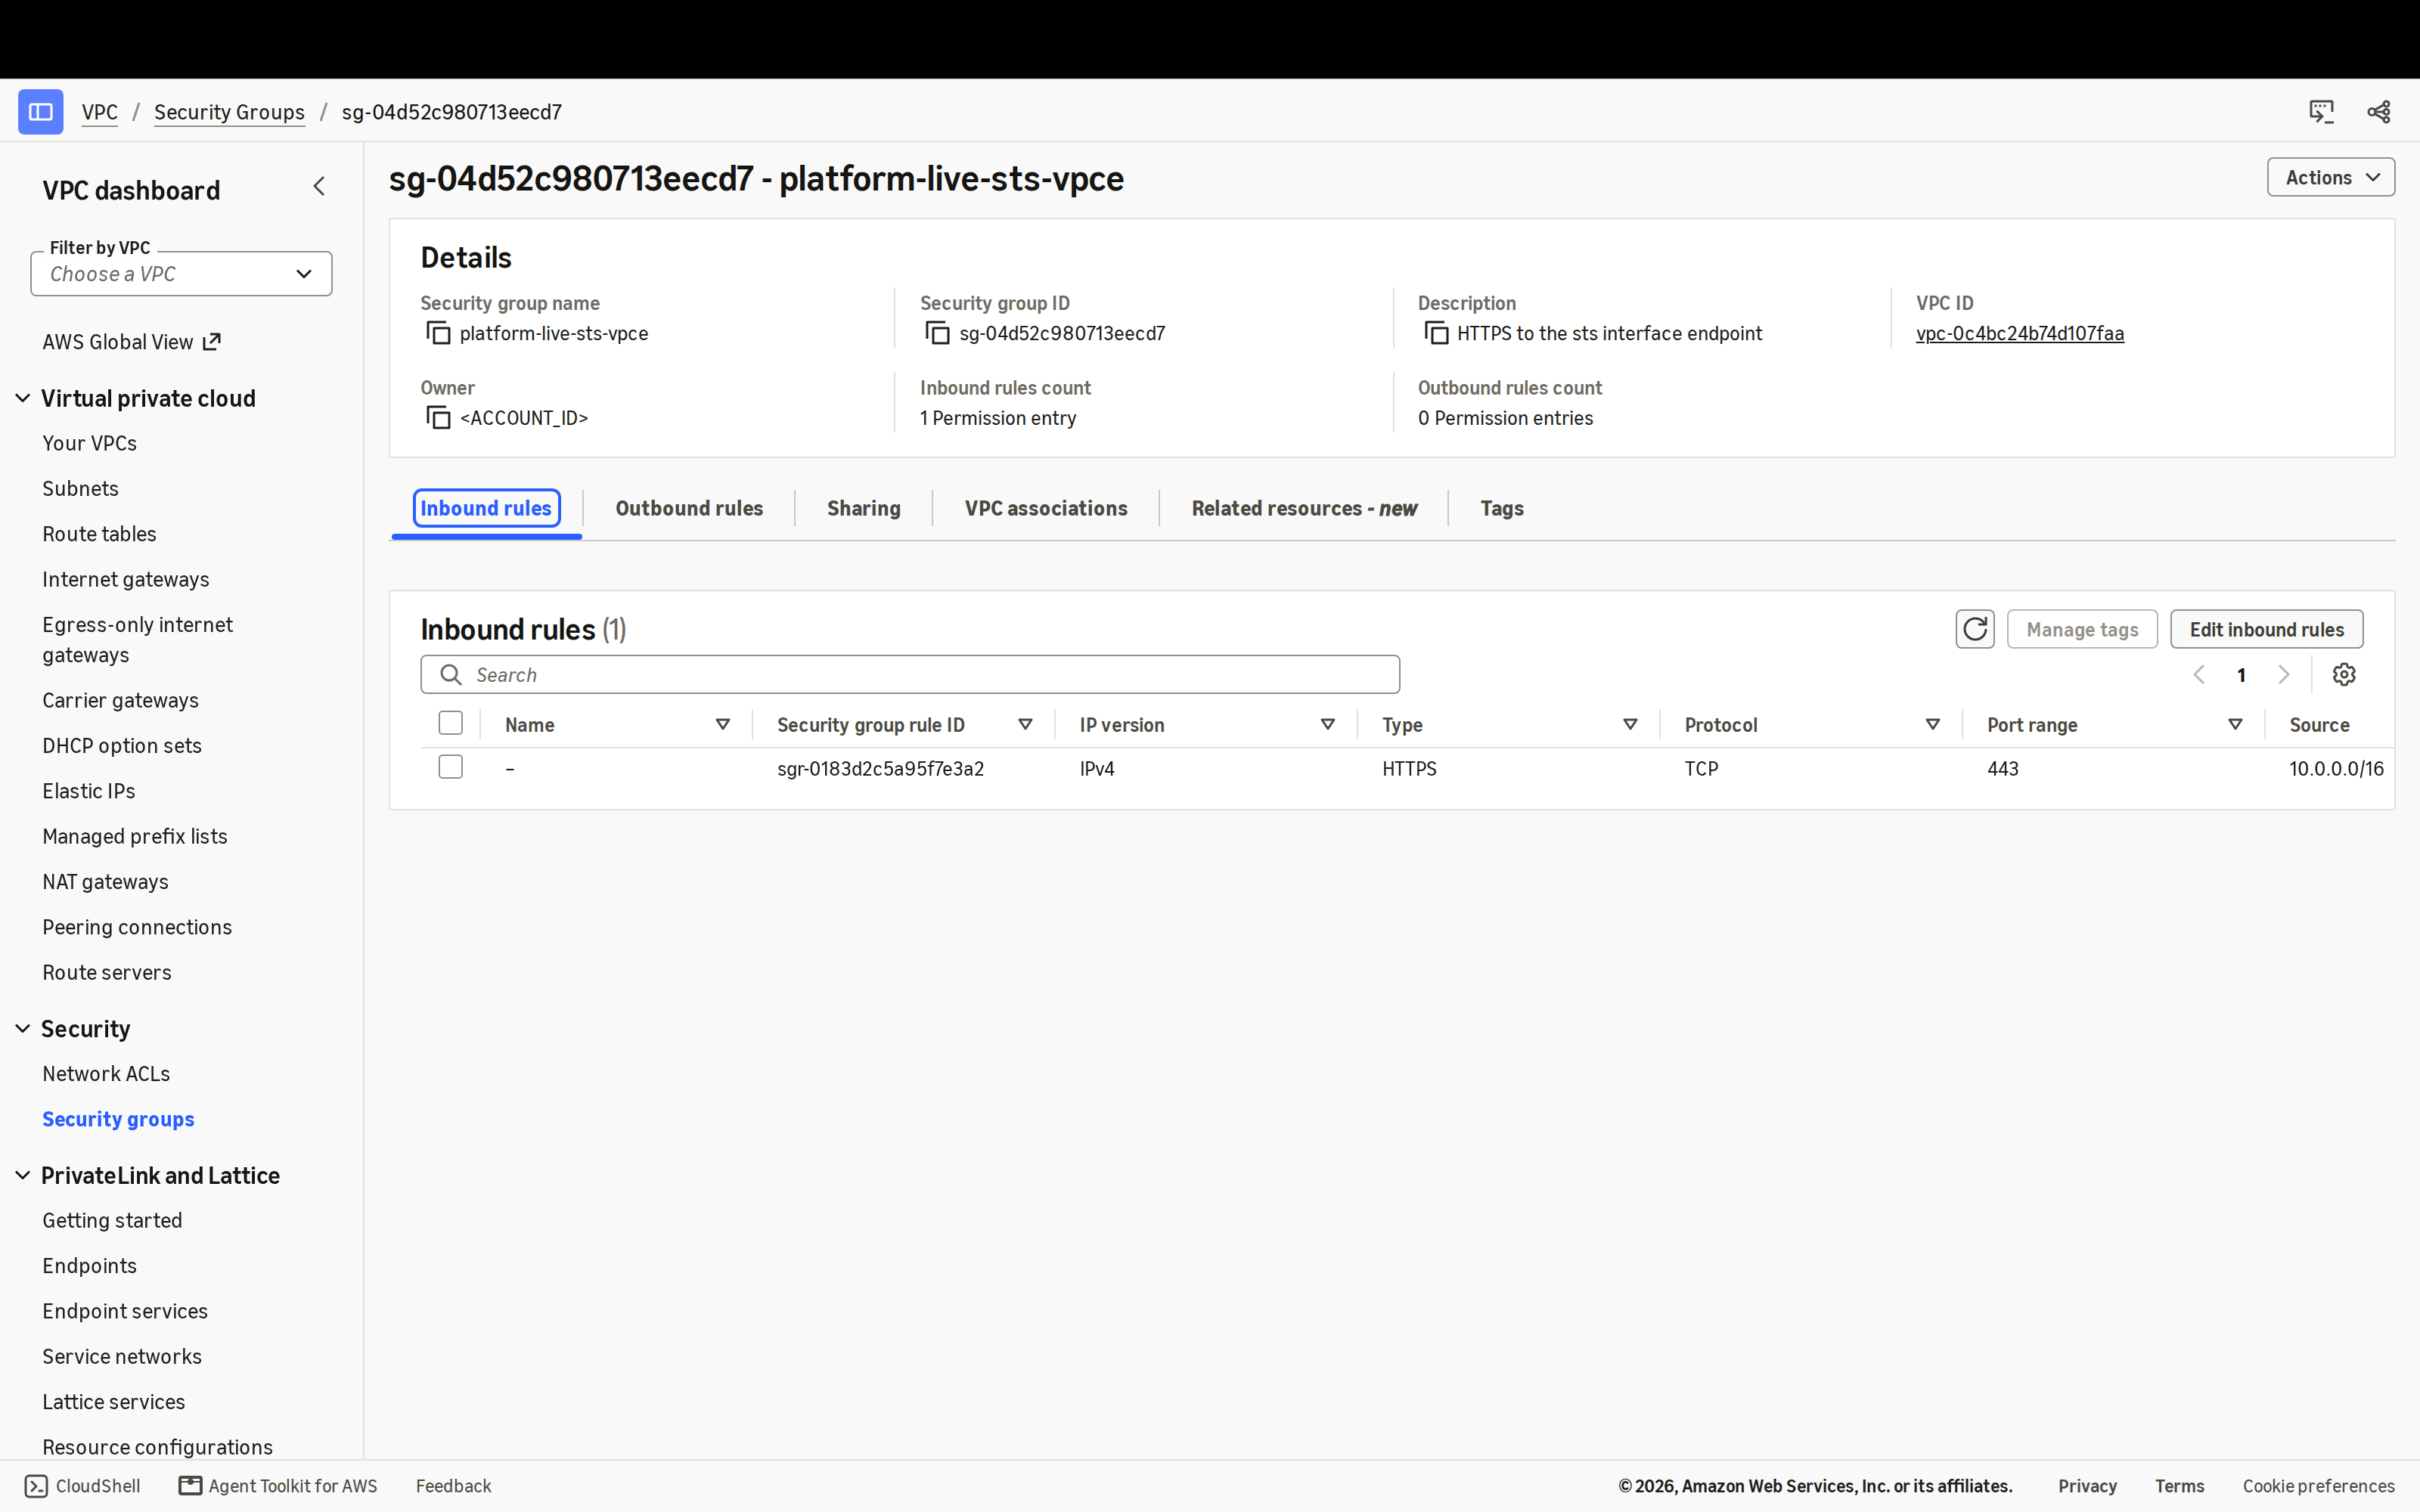 VPC / Security Groups / sg-04d52c980713eecd7
VPC dashboard
Filter by VPC
Choose a VPC
AWS Global View
Virtual private cloud
Your VPCs
Subnets
Route tables
Internet gateways
Egress-only internet
gateways
Carrier gateways
DHCP option sets
Elastic IPs
Managed prefix lists
NAT gateways
Peering connections
Route servers
Security
Network ACLs
Security groups
PrivateLink and Lattice
Getting started
Endpoints
Endpoint services
Service networks
Lattice services
Resource configurations
sg-04d52c980713eecd7 - platform-live-sts-vpce
Actions
Details
Security group name
platform-live-sts-vpce
Security group ID
sg-04d52c980713eecd7
Description
HTTPS to the sts interface endpoint
VPC ID
vpc-0c4bc24b74d107faa
Owner
<ACCOUNT_ID>
Inbound rules count
1 Permission entry
Outbound rules count
0 Permission entries
Inbound rules Outbound rules Sharing VPC associations Related resources - new Tags
Inbound rules (1)
Manage tags Edit inbound rules
Search
1
Name Security group rule ID IP version Type Protocol Port range Source
– sgr-0183d2c5a95f7e3a2 IPv4 HTTPS TCP 443 10.0.0.0/16
CloudShell Agent Toolkit for AWS Feedback
© 2026, Amazon Web Services, Inc. or its affiliates. Privacy Terms Cookie preferences